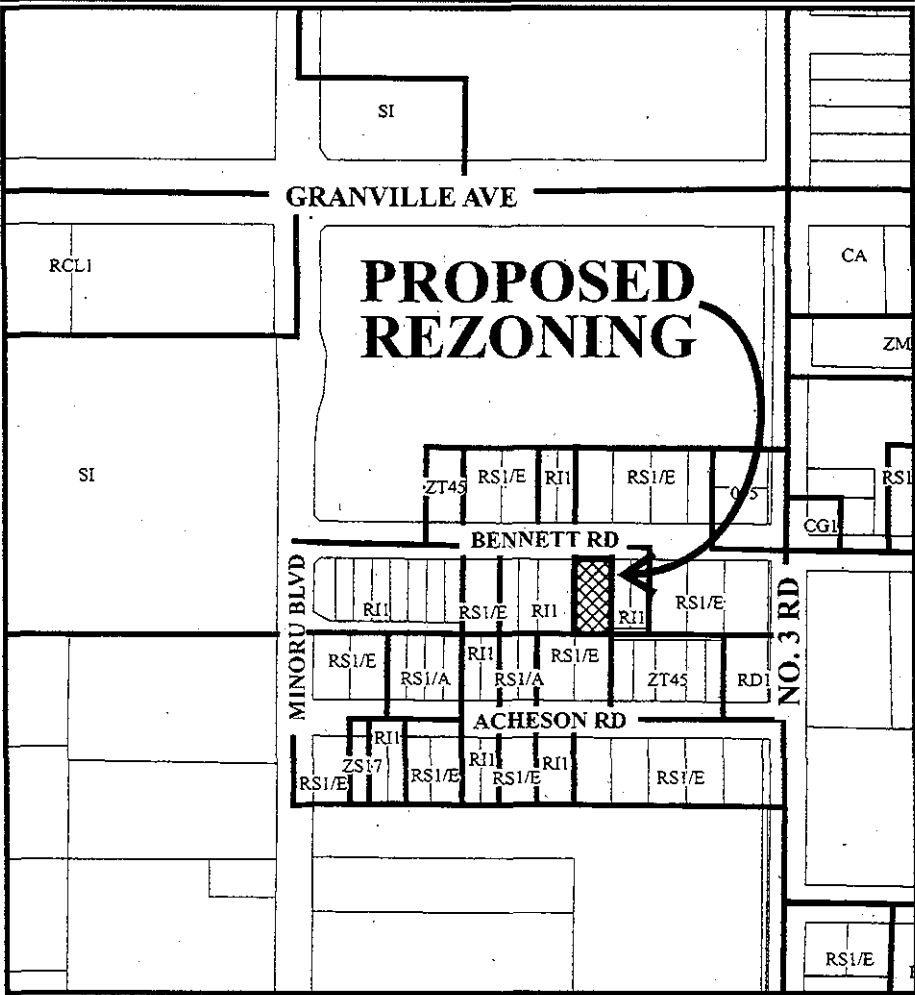 SI
GRANVILLE AVE
RCL1
CA
PROPOSED
REZONING
ZM
SI
ZT45
RS1/E
RI1
RS1/E
RS1
CG1
BENNETT RD
MINORU BLVD
NO. 3 RD
RI1
RS1/E
RI1
RI1
RS1/E
RS1/E
RS1/A
RI1
RS1/A
RS1/E
ZT45
RD1
ACHESON RD
RS1/E
ZS17
RI1
RS1/E
RI1
RS1/E
RI1
RS1/E
RS1/E